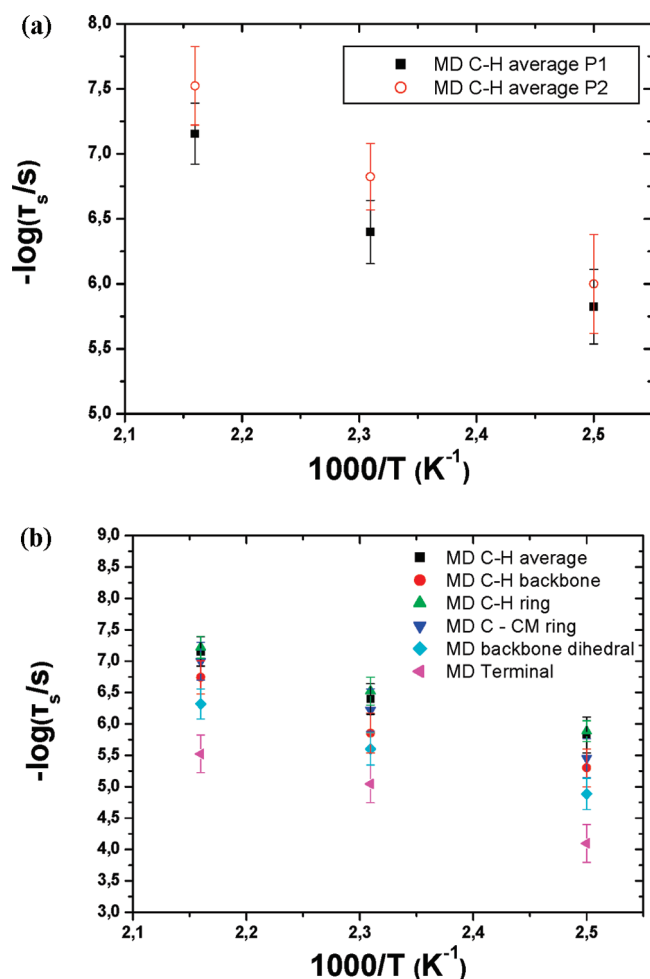 (a)
8,0
7,5
7,0
6,5
6,0
5,5
5,0
-log(τs/s)
MD C-H average P1
MD C-H average P2
2,1 2,2 2,3 2,4 2,5
1000/T (K-1)
(b)
9,0
8,5
8,0
7,5
7,0
6,5
6,0
5,5
5,0
4,5
4,0
3,5
3,0
-log(τs/s)
MD C-H average
MD C-H backbone
MD C-H ring
MD C - CM ring
MD backbone dihedral
MD Terminal
2,1 2,2 2,3 2,4 2,5
1000/T (K-1)